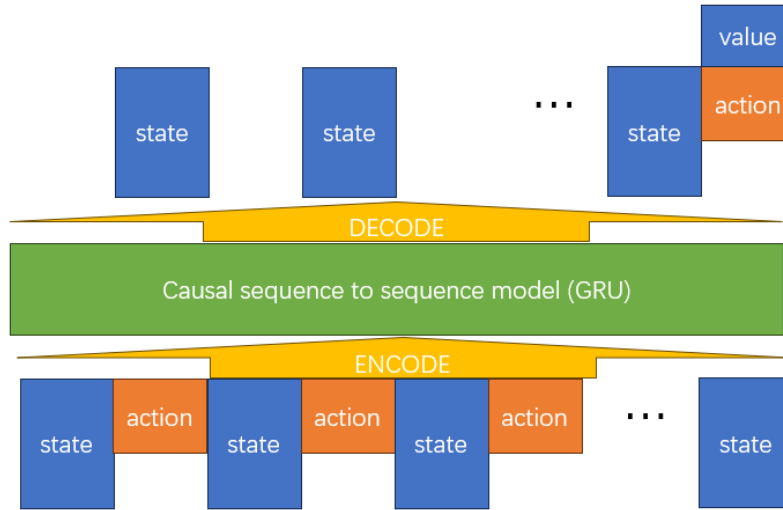 value
state
state
...
state
action
DECODE
Causal sequence to sequence model (GRU)
ENCODE
state
action
state
action
state
action
...
state